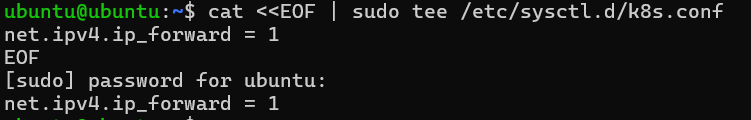 ubuntu@ubuntu:~$ cat <<EOF | sudo tee /etc/sysctl.d/k8s.conf
net.ipv4.ip_forward = 1
EOF
[sudo] password for ubuntu:
net.ipv4.ip_forward = 1